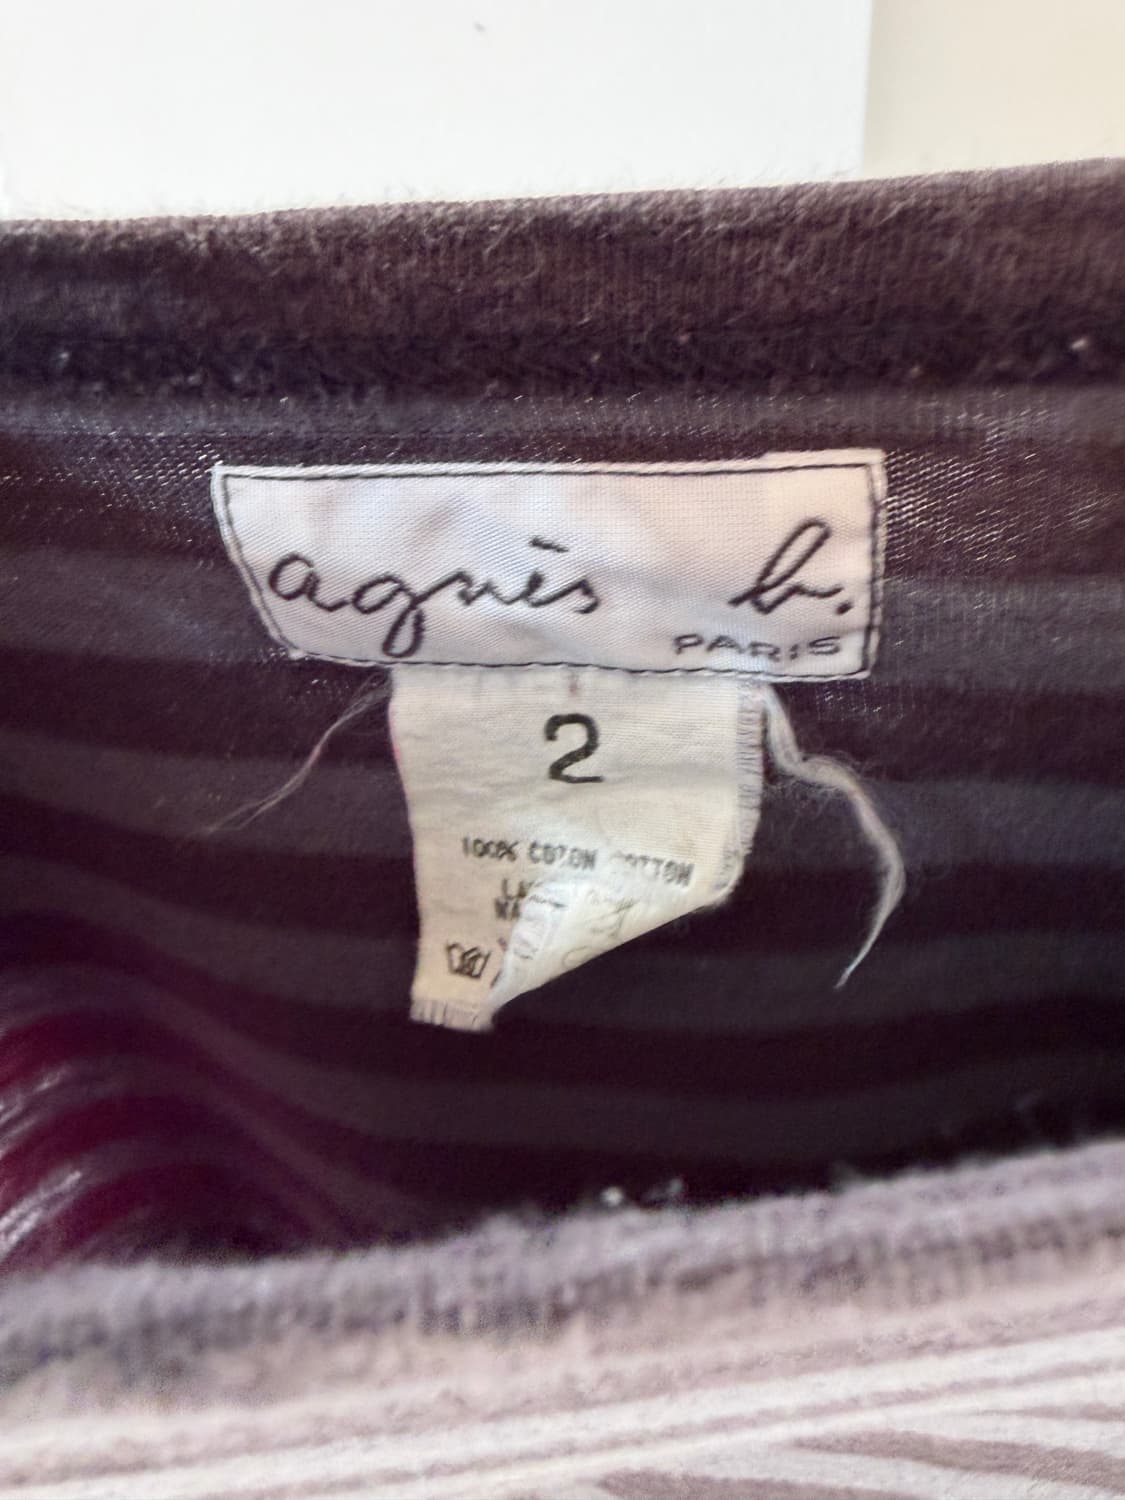 agnès b.
PARIS
2
100% COTON COTTON